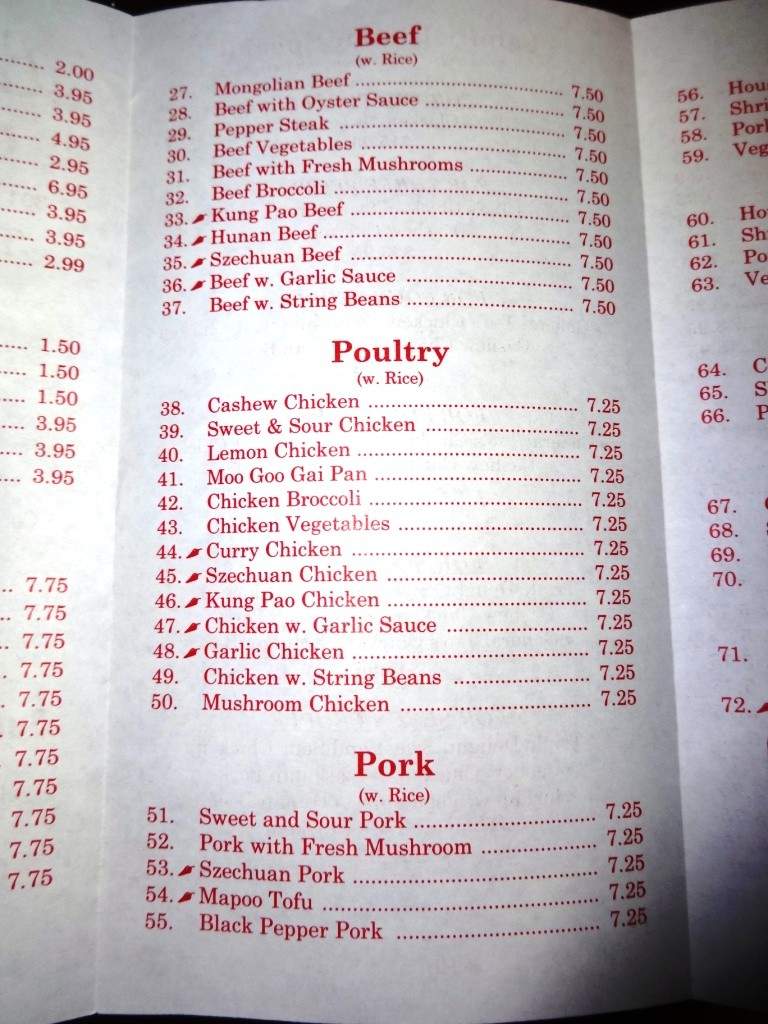 2.00
3.95
3.95
4.95
2.95
6.95
3.95
3.95
2.99
1.50
1.50
1.50
3.95
3.95
3.95
7.75
7.75
7.75
7.75
7.75
7.75
7.75
7.75
7.75
7.75
7.75
Beef
(w. Rice)
27. Mongolian Beef 7.50
28. Beef with Oyster Sauce 7.50
29. Pepper Steak 7.50
30. Beef Vegetables 7.50
31. Beef with Fresh Mushrooms 7.50
32. Beef Broccoli 7.50
33. Kung Pao Beef 7.50
34. Hunan Beef 7.50
35. Szechuan Beef 7.50
36. Beef w. Garlic Sauce 7.50
37. Beef w. String Beans 7.50
Poultry
(w. Rice)
38. Cashew Chicken 7.25
39. Sweet & Sour Chicken 7.25
40. Lemon Chicken 7.25
41. Moo Goo Gai Pan 7.25
42. Chicken Broccoli 7.25
43. Chicken Vegetables 7.25
44. Curry Chicken 7.25
45. Szechuan Chicken 7.25
46. Kung Pao Chicken 7.25
47. Chicken w. Garlic Sauce 7.25
48. Garlic Chicken 7.25
49. Chicken w. String Beans 7.25
50. Mushroom Chicken 7.25
Pork
(w. Rice)
51. Sweet and Sour Pork 7.25
52. Pork with Fresh Mushroom 7.25
53. Szechuan Pork 7.25
54. Mapoo Tofu 7.25
55. Black Pepper Pork 7.25
56.
57.
58.
59.
60.
61.
62.
63.
64.
65.
66.
67.
68.
69.
70.
71.
72.